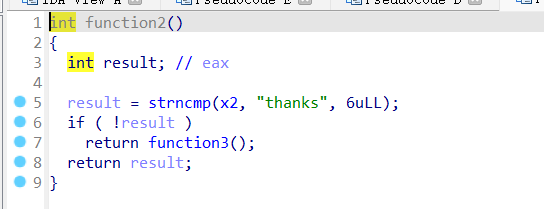 IDA View-A Pseudocode-E Pseudocode-D
1 int function2()
2 {
3 int result; // eax
4
5 result = strncmp(x2, "thanks", 6uLL);
6 if ( !result )
7 return function3();
8 return result;
9 }